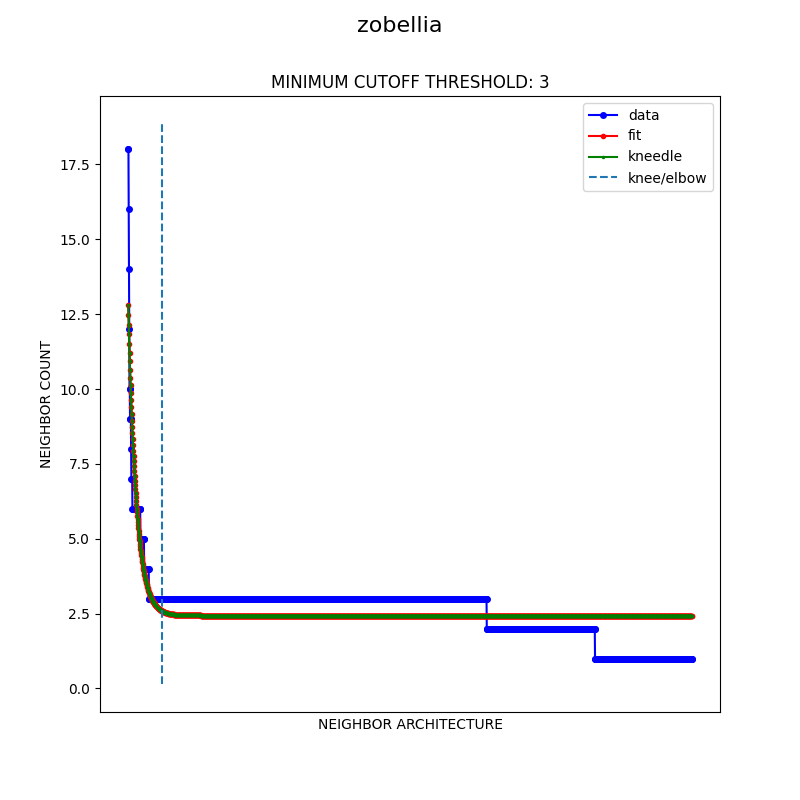 zobellia
MINIMUM CUTOFF THRESHOLD: 3
data
fit
kneedle
knee/elbow
17.5
15.0
12.5
10.0
7.5
5.0
2.5
0.0
NEIGHBOR COUNT
NEIGHBOR ARCHITECTURE